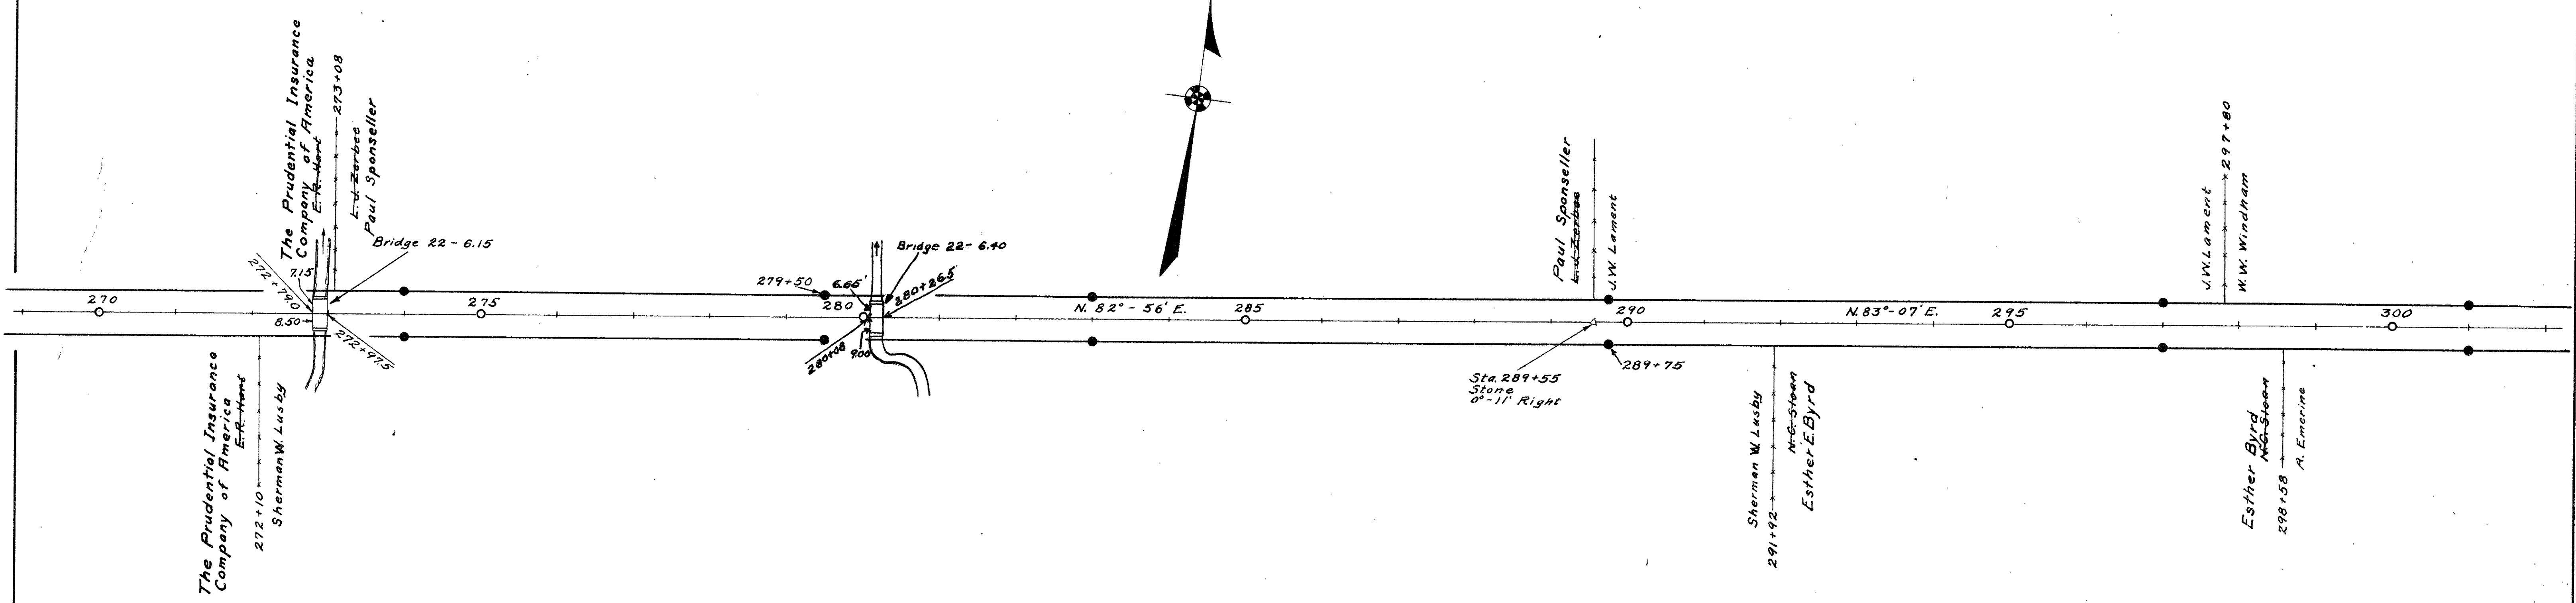 The Prudential Insurance
Company of America
E. R. Hart
273+08
L. J. Zerbee
Paul Sponseller
Bridge 22 - 6.15
272+79.0
7.15
8.50
272+97.5
270
275
The Prudential Insurance
Company of America
E. R. Hart
272+10
Sherman W. Lusby
279+50
6.65'
280
Bridge 22 - 6.40
280+26.5
280+08
9.00
N. 82° - 56' E.
285
Paul Sponseller
L. J. Zerbee
J. W. Lament
290
Sta. 289+55
Stone
0° - 11' Right
289+75
N. 83° - 07' E.
295
Sherman W. Lusby
291+92
N. C. Sloan
Esther E. Byrd
J. W. Lament
297+80
W. W. Windham
300
Esther Byrd
N. C. Sloan
298+58
A. Emerine